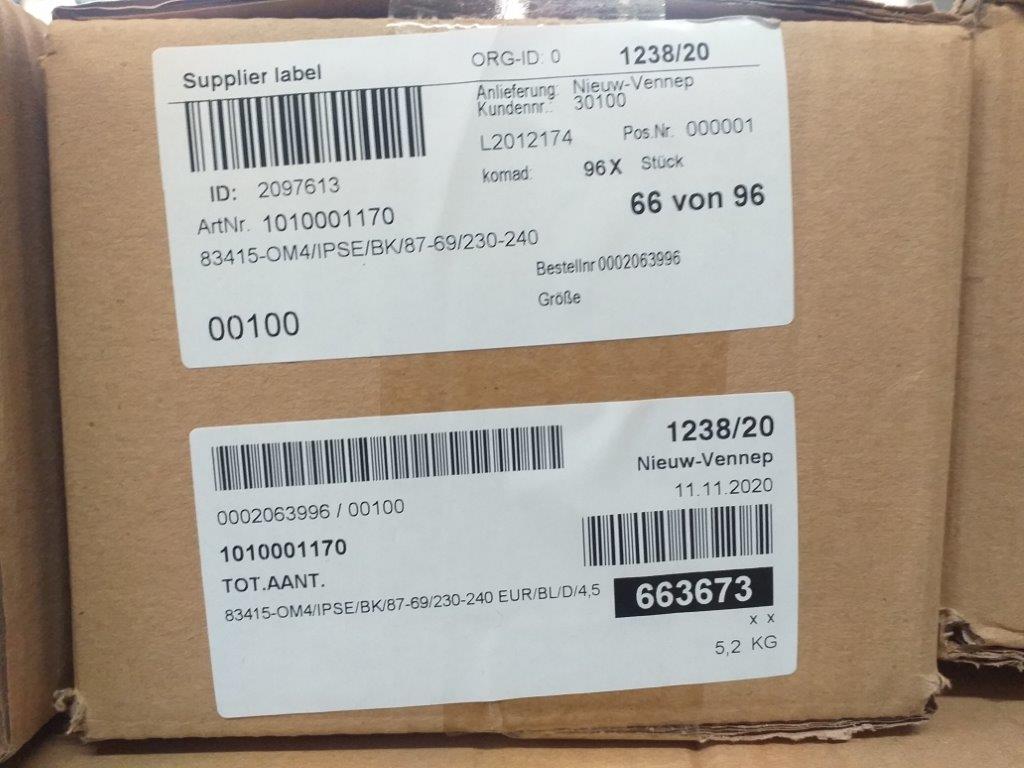 Supplier label
ORG-ID: 0
1238/20
Anlieferung: Nieuw-Vennep
Kundennr.: 30100
L2012174 Pos.Nr. 000001
komad: 96X Stück
ID: 2097613
66 von 96
ArtNr. 1010001170
83415-OM4/IPSE/BK/87-69/230-240
Bestellnr 0002063996
Größe
00100
1238/20
Nieuw-Vennep
11.11.2020
0002063996 / 00100
1010001170
TOT.AANT.
83415-OM4/IPSE/BK/87-69/230-240 EUR/BL/D/4,5
663673
x x
5,2 KG